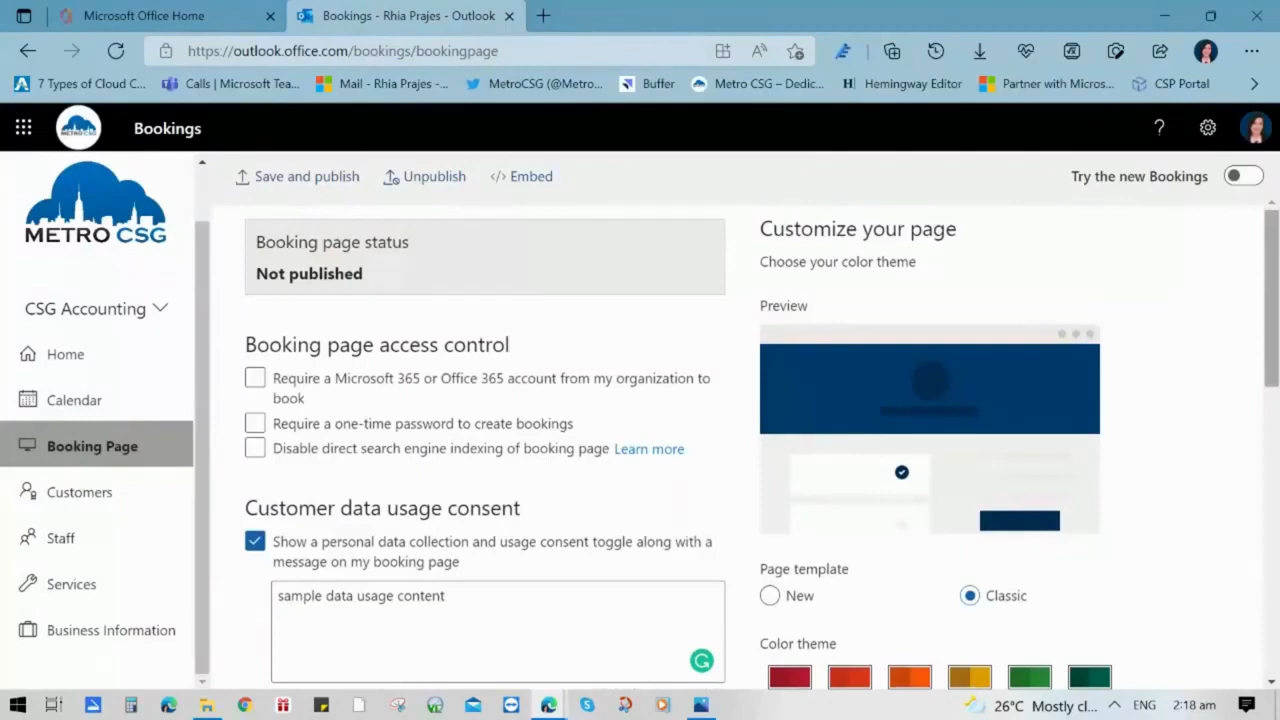 Microsoft Office Home
Bookings - Rhia Prajes - Outlook
https://outlook.office.com/bookings/bookingpage
7 Types of Cloud C...
Calls | Microsoft Tea...
Mail - Rhia Prajes -...
MetroCSG (@Metro...
Buffer
Metro CSG – Dedic...
Hemingway Editor
Partner with Micros...
CSP Portal
METRO CSG
Bookings
METRO CSG
Save and publish
Unpublish
Embed
Try the new Bookings
CSG Accounting
Home
Calendar
Booking Page
Customers
Staff
Services
Business Information
Booking page status
Not published
Booking page access control
Require a Microsoft 365 or Office 365 account from my organization to
book
Require a one-time password to create bookings
Disable direct search engine indexing of booking page Learn more
Customer data usage consent
Show a personal data collection and usage consent toggle along with a
message on my booking page
sample data usage content
Customize your page
Choose your color theme
Preview
Page template
New
Classic
Color theme
26°C Mostly cl...
ENG
2:18 am